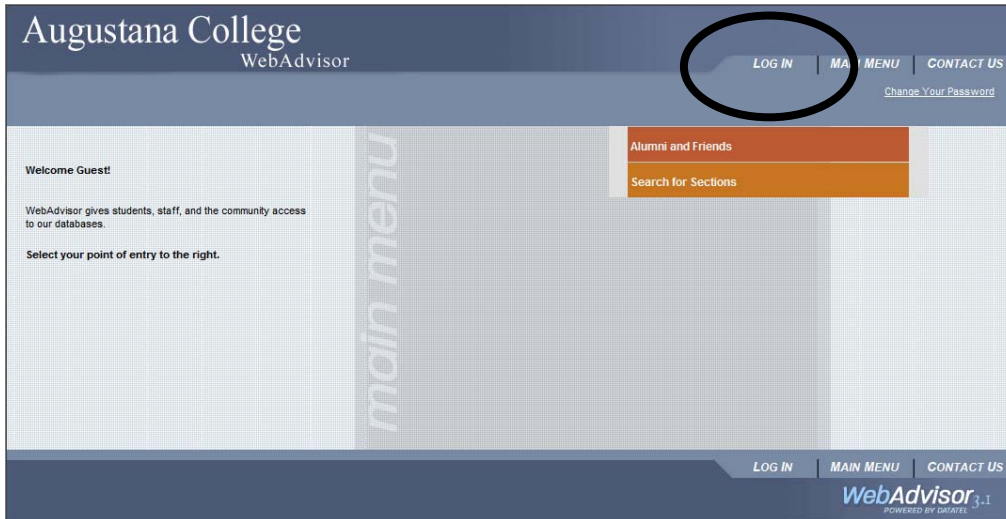 Augustana College
WebAdvisor
LOG IN MAIN MENU CONTACT US
Change Your Password
Welcome Guest!
WebAdvisor gives students, staff, and the community access
to our databases.
Select your point of entry to the right.
main menu
Alumni and Friends
Search for Sections
LOG IN MAIN MENU CONTACT US
WebAdvisor 3.1
POWERED BY DATATEL